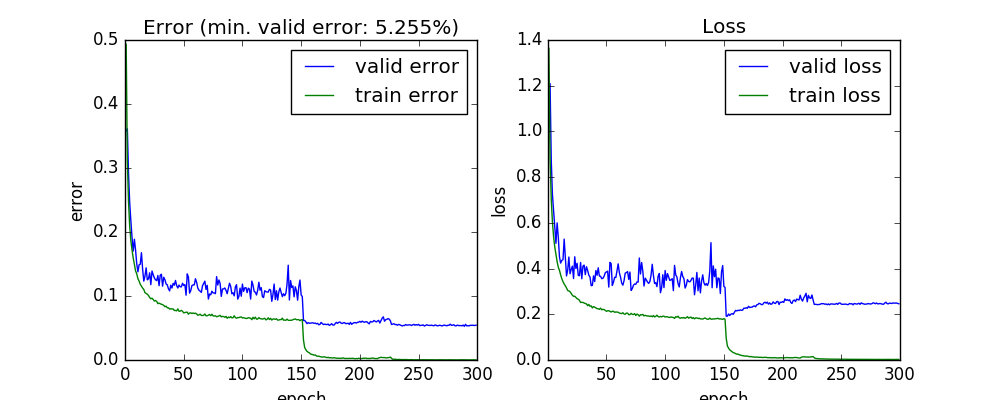 Error (min. valid error: 5.255%)
0.5
0.4
0.3
0.2
0.1
0.0
error
valid error
train error
0 50 100 150 200 250 300
epoch
Loss
1.4
1.2
1.0
0.8
0.6
0.4
0.2
0.0
loss
valid loss
train loss
0 50 100 150 200 250 300
epoch